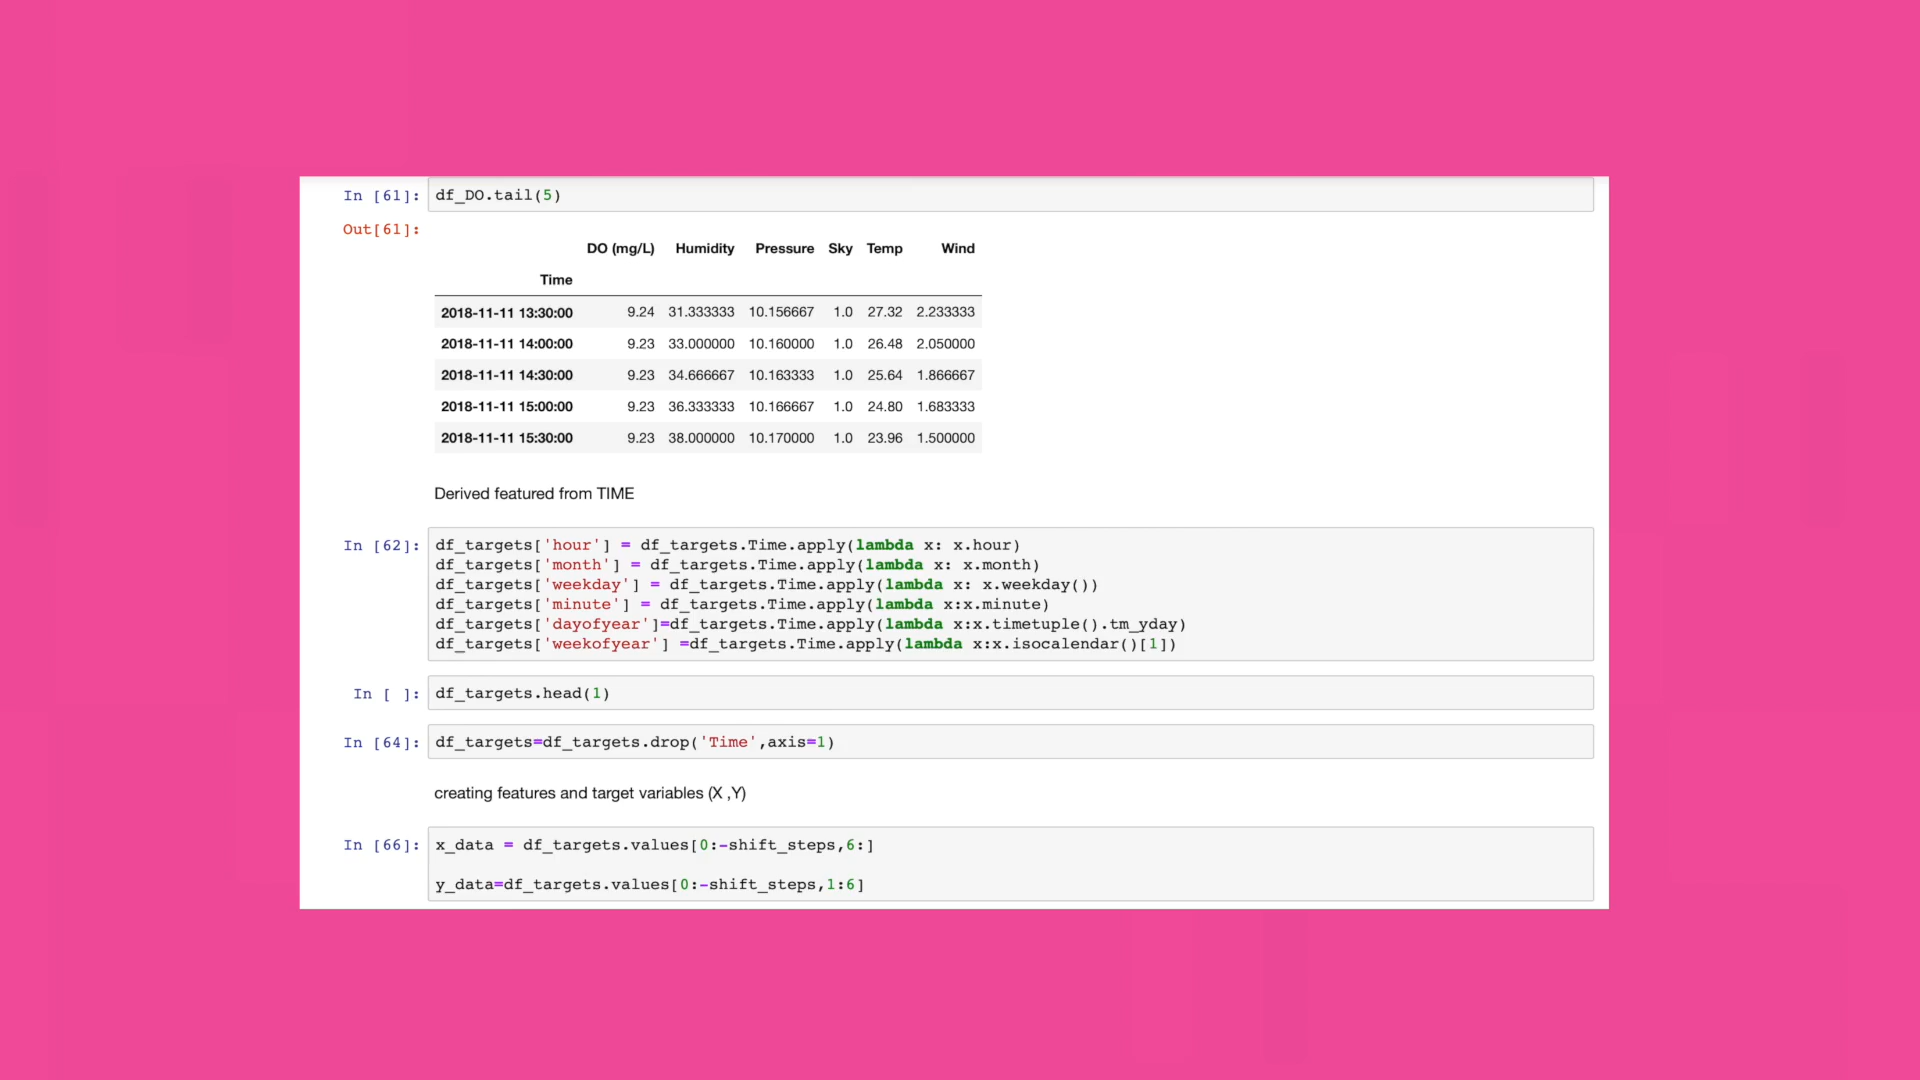 In [61]: df_DO.tail(5)
Out[61]:
DO (mg/L) Humidity Pressure Sky Temp Wind
Time
2018-11-11 13:30:00 9.24 31.333333 10.156667 1.0 27.32 2.233333
2018-11-11 14:00:00 9.23 33.000000 10.160000 1.0 26.48 2.050000
2018-11-11 14:30:00 9.23 34.666667 10.163333 1.0 25.64 1.866667
2018-11-11 15:00:00 9.23 36.333333 10.166667 1.0 24.80 1.683333
2018-11-11 15:30:00 9.23 38.000000 10.170000 1.0 23.96 1.500000
Derived featured from TIME
In [62]: df_targets['hour'] = df_targets.Time.apply(lambda x: x.hour)
df_targets['month'] = df_targets.Time.apply(lambda x: x.month)
df_targets['weekday'] = df_targets.Time.apply(lambda x: x.weekday())
df_targets['minute'] = df_targets.Time.apply(lambda x:x.minute)
df_targets['dayofyear']=df_targets.Time.apply(lambda x:x.timetuple().tm_yday)
df_targets['weekofyear'] =df_targets.Time.apply(lambda x:x.isocalendar()[1])
In [ ]: df_targets.head(1)
In [64]: df_targets=df_targets.drop('Time',axis=1)
creating features and target variables (X ,Y)
In [66]: x_data = df_targets.values[0:-shift_steps,6:]
y_data=df_targets.values[0:-shift_steps,1:6]